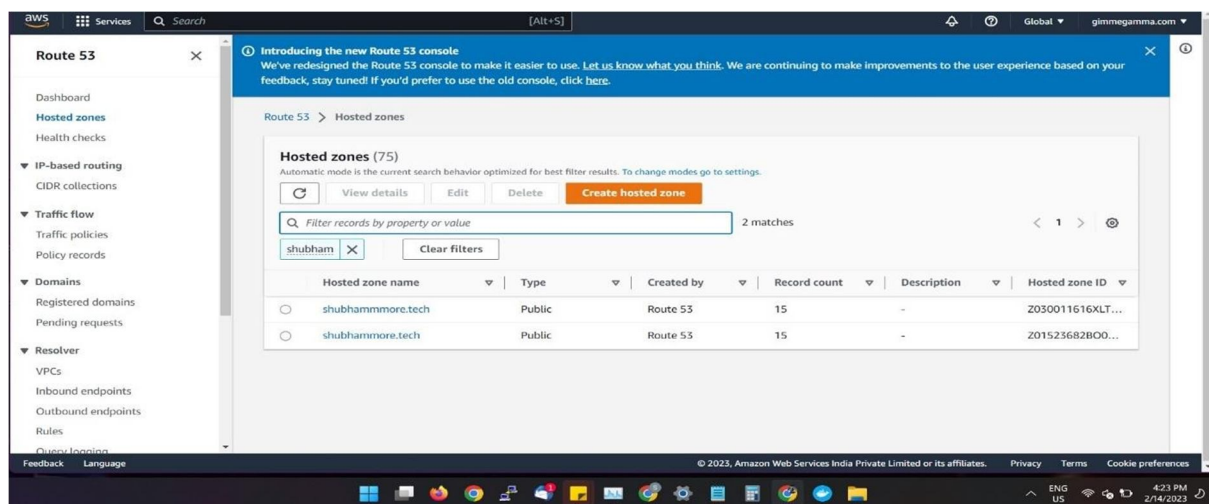 aws Services Search [Alt+S] Global gimmegamma.com
Route 53
Dashboard
Hosted zones
Health checks
IP-based routing
CIDR collections
Traffic flow
Traffic policies
Policy records
Domains
Registered domains
Pending requests
Resolver
VPCs
Inbound endpoints
Outbound endpoints
Rules
Query logging
Introducing the new Route 53 console
We've redesigned the Route 53 console to make it easier to use. Let us know what you think. We are continuing to make improvements to the user experience based on your
feedback, stay tuned! If you'd prefer to use the old console, click here.
Route 53 > Hosted zones
Hosted zones (75)
Automatic mode is the current search behavior optimized for best filter results. To change modes go to settings.
View details Edit Delete Create hosted zone
Filter records by property or value 2 matches < 1 >
shubham Clear filters
Hosted zone name Type Created by Record count Description Hosted zone ID
shubhammmore.tech Public Route 53 15 - Z030011616XLT...
shubhammore.tech Public Route 53 15 - Z01523682BO0...
Feedback Language © 2023, Amazon Web Services India Private Limited or its affiliates. Privacy Terms Cookie preferences
ENG
US
4:23 PM
2/14/2023